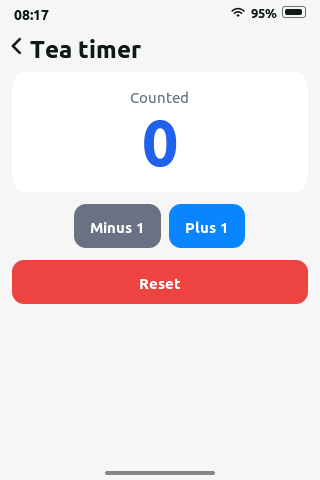 08:17
95%
Tea timer
Counted
0
Minus 1
Plus 1
Reset